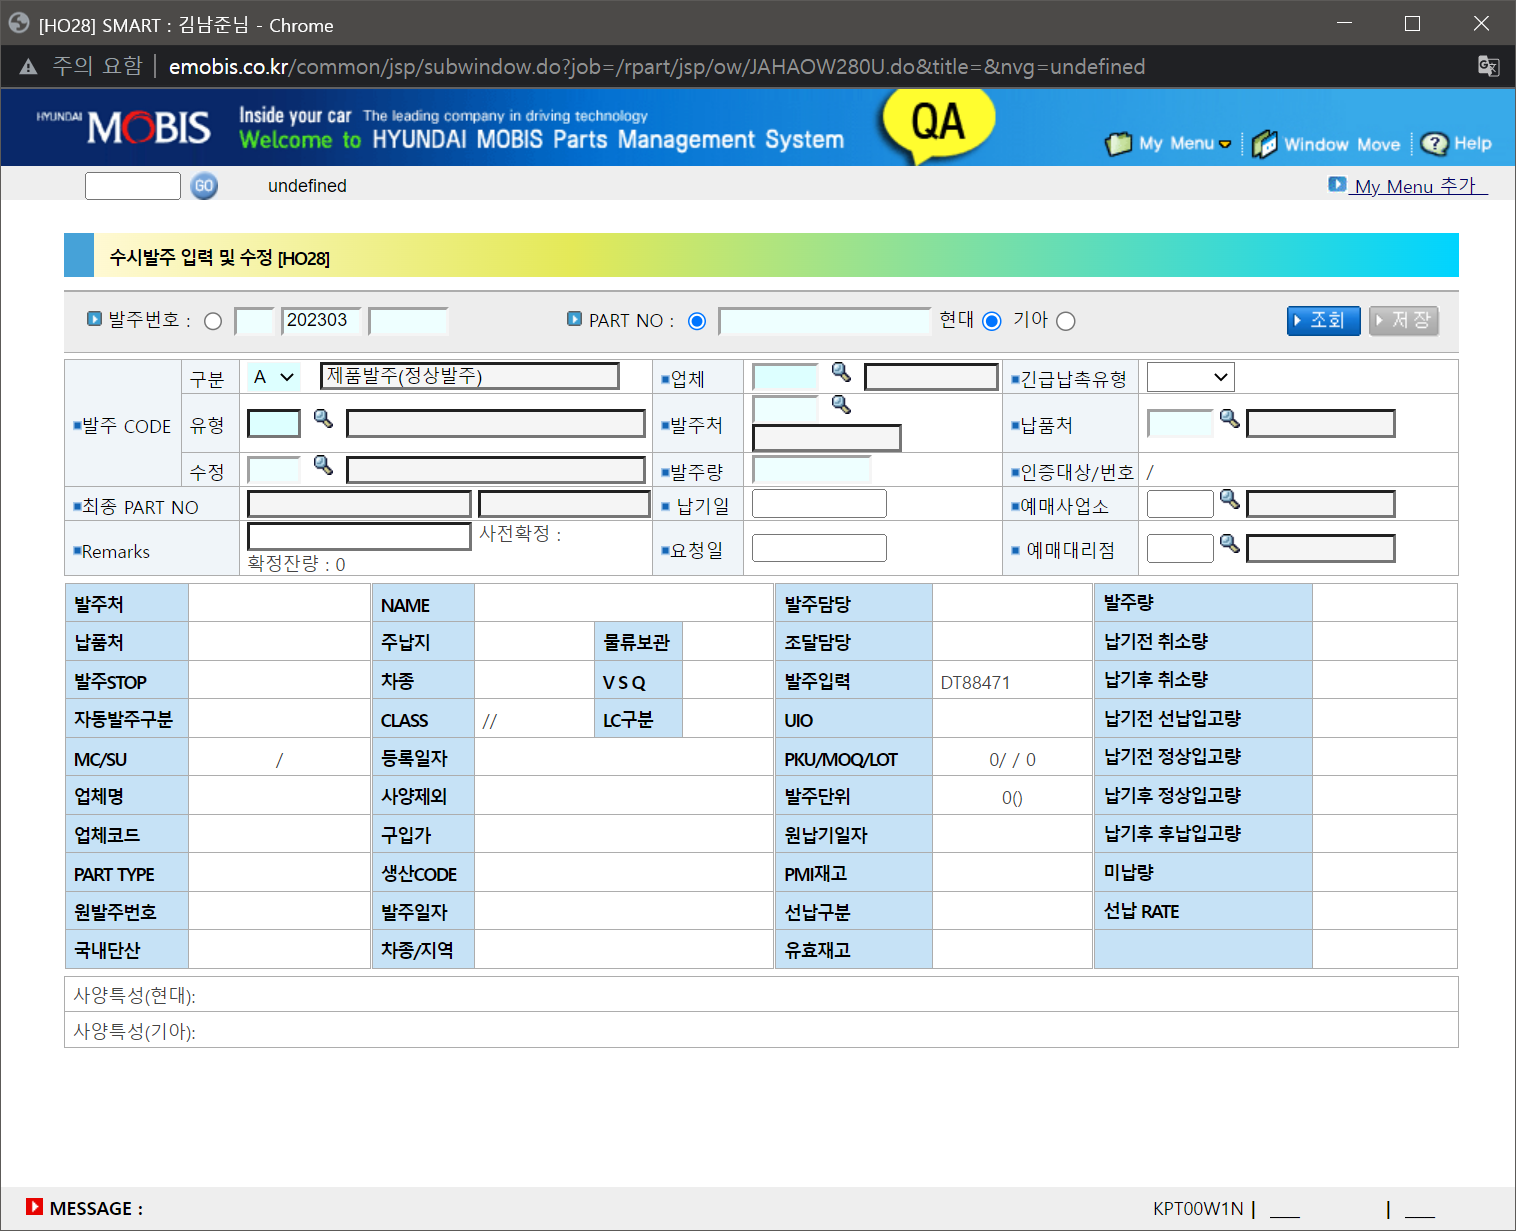 [HO28] SMART : 김남준님 - Chrome
주의 요함 | emobis.co.kr/common/jsp/subwindow.do?job=/rpart/jsp/ow/JAHAOW280U.do&title=&nvg=undefined
HYUNDAI MOBIS Inside your car The leading company in driving technology
Welcome to HYUNDAI MOBIS Parts Management System
QA
My Menu Window Move Help
GO undefined My Menu 추가
수시발주 입력 및 수정 [HO28]
발주번호 : 202303 PART NO : 현대 기아 조회 저장
발주 CODE 구분 A 제품발주(정상발주) 업체 긴급납촉유형
유형 발주처 납품처
수정 발주량 인증대상/번호 /
최종 PART NO 납기일 예매사업소
Remarks 사전확정 : 요청일 예매대리점
확정잔량 : 0
발주처 NAME 발주담당 발주량
납품처 주납지 물류보관 조달담당 납기전 취소량
발주STOP 차종 V S Q 발주입력 DT88471 납기후 취소량
자동발주구분 CLASS // LC구분 UIO 납기전 선납입고량
MC/SU / 등록일자 PKU/MOQ/LOT 0/ / 0 납기전 정상입고량
업체명 사양제외 발주단위 0() 납기후 정상입고량
업체코드 구입가 원납기일자 납기후 후납입고량
PART TYPE 생산CODE PMI재고 미납량
원발주번호 발주일자 선납구분 선납 RATE
국내단산 차종/지역 유효재고
사양특성(현대):
사양특성(기아):
MESSAGE : KPT00W1N | ___ | ___